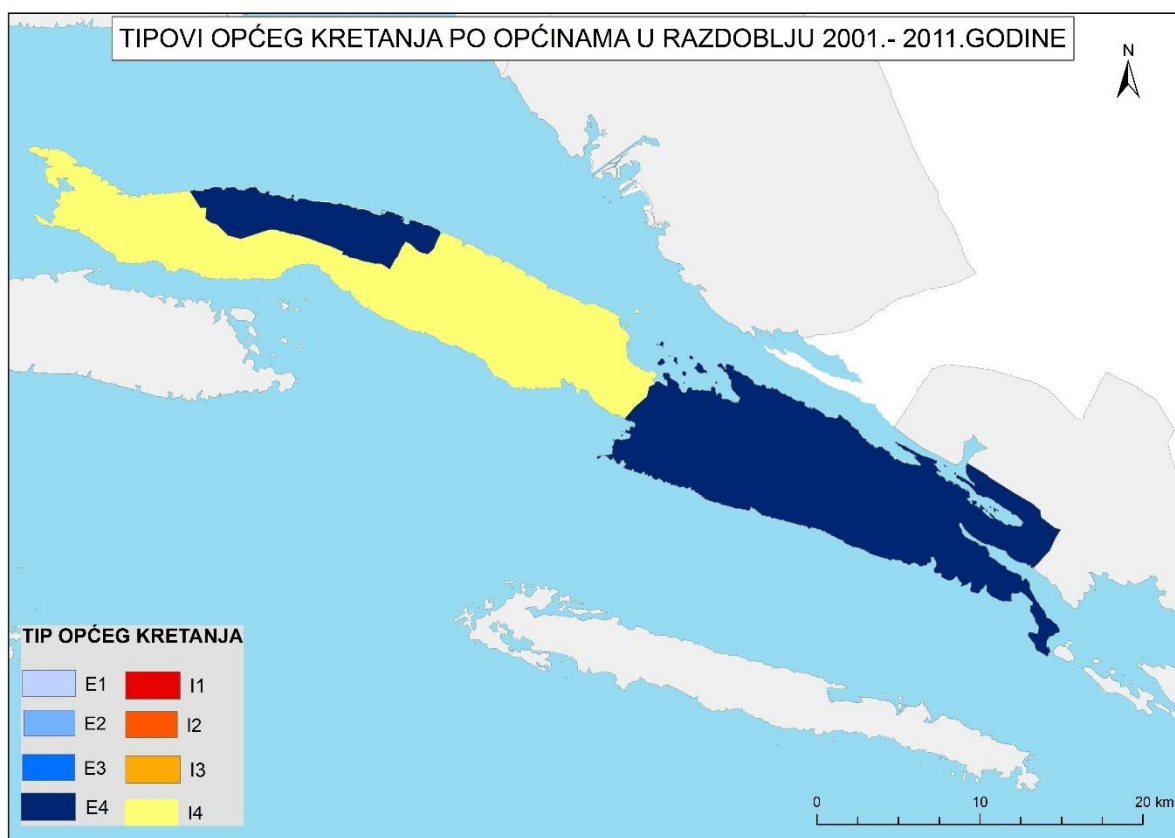 TIPOVI OPĆEG KRETANJA PO OPĆINAMA U RAZDOBLJU 2001.- 2011.GODINE
N
TIP OPĆEG KRETANJA
E1 I1
E2 I2
E3 I3
E4 I4
0 10 20 km